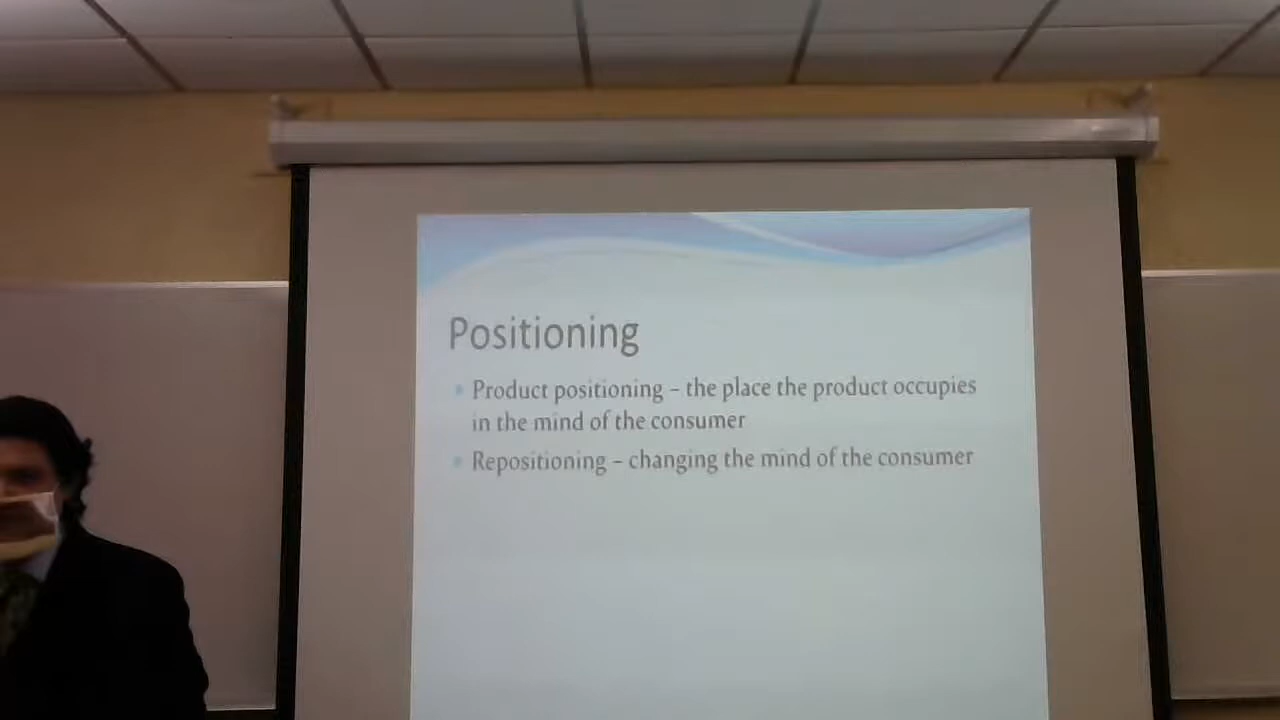 Positioning
Product positioning – the place the product occupies
in the mind of the consumer
Repositioning – changing the mind of the consumer